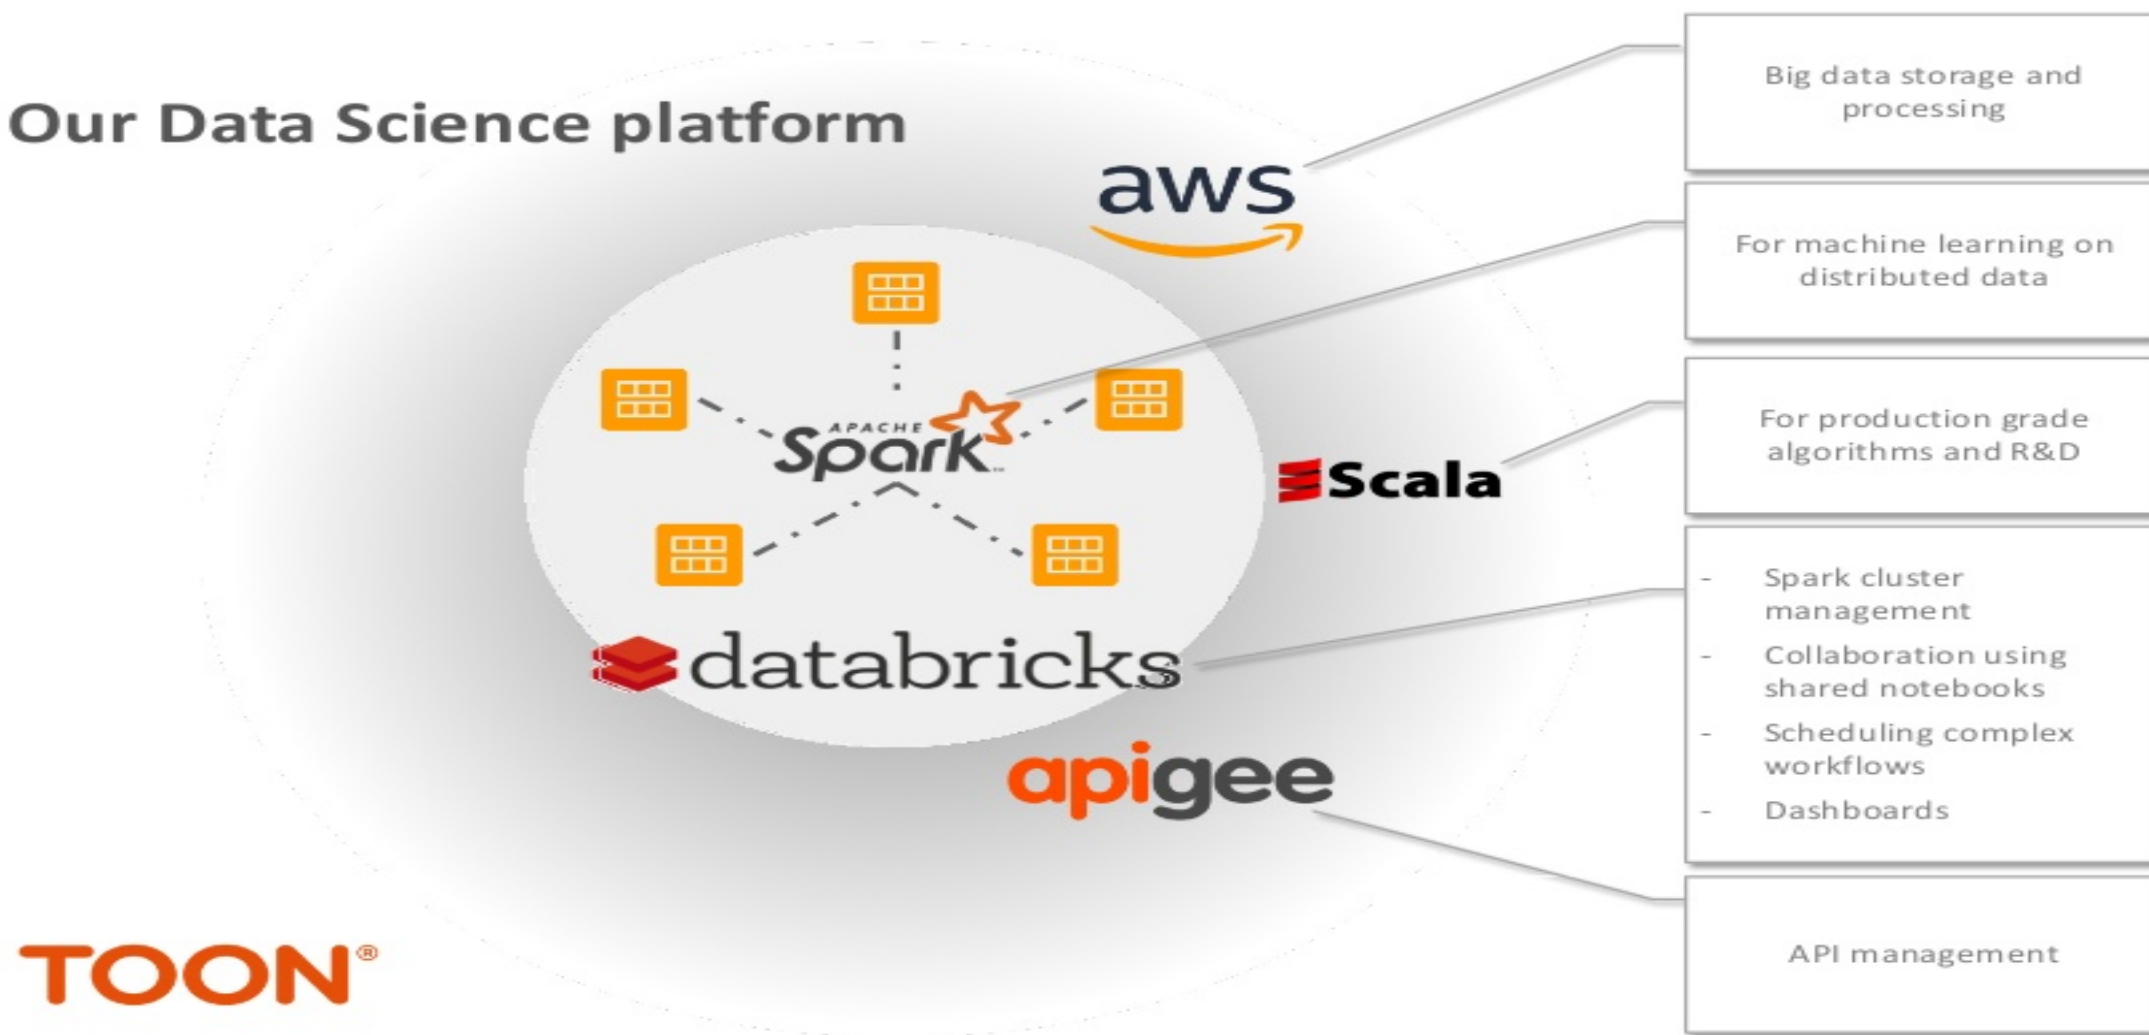 Our Data Science platform
aws
APACHE
Spark™
Scala
databricks
apigee
TOON®
Big data storage and
processing
For machine learning on
distributed data
For production grade
algorithms and R&D
- Spark cluster
management
- Collaboration using
shared notebooks
- Scheduling complex
workflows
- Dashboards
API management